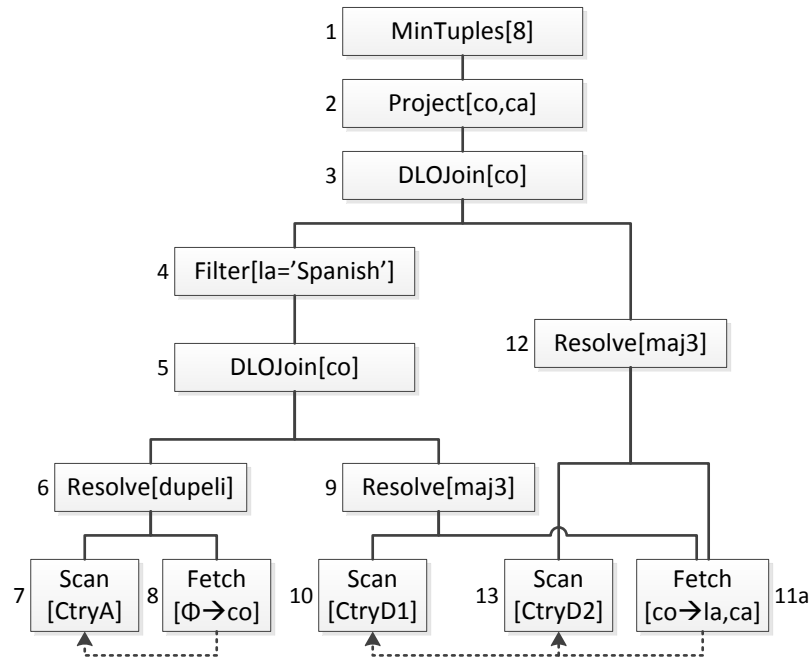 1 MinTuples[8]
2 Project[co,ca]
3 DLOJoin[co]
4 Filter[la=’Spanish’]
12 Resolve[maj3]
5 DLOJoin[co]
6 Resolve[dupeli]
9 Resolve[maj3]
7 Scan
[CtryA]
8 Fetch
[Φ→co]
10 Scan
[CtryD1]
13 Scan
[CtryD2]
Fetch 11a
[co→la,ca]